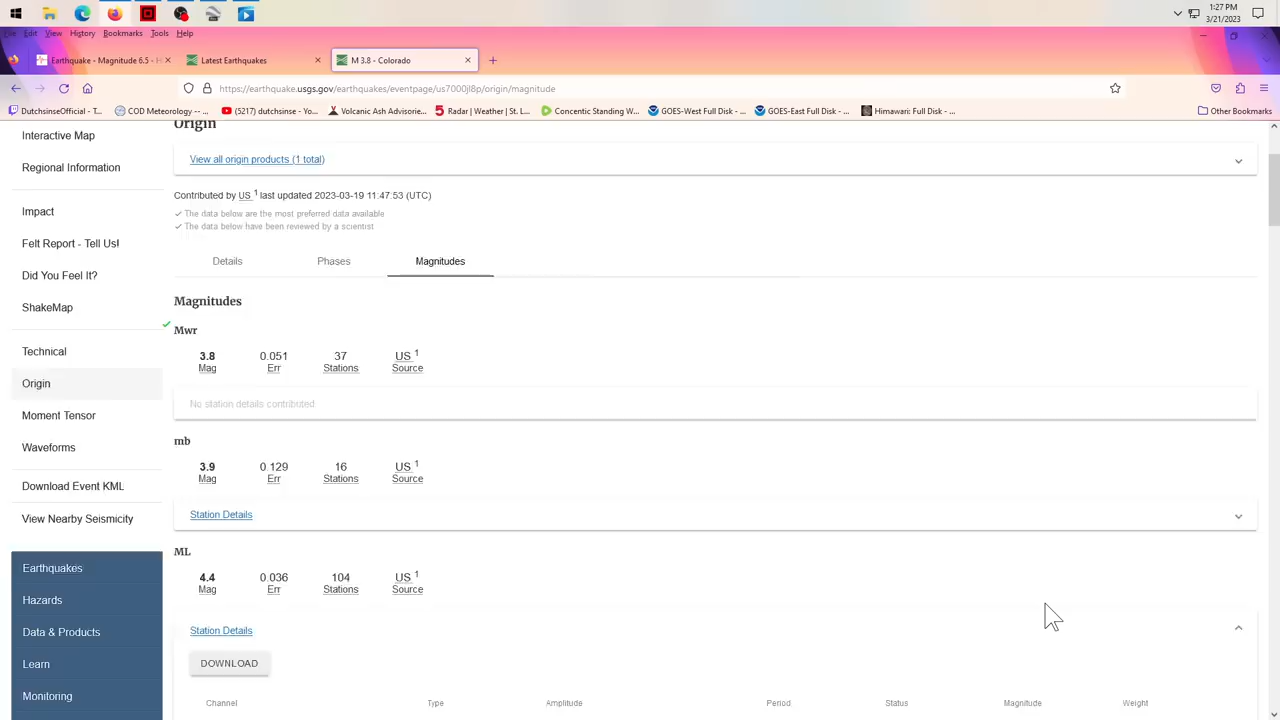 1:27 PM
3/21/2023
File Edit View History Bookmarks Tools Help
Earthquake - Magnitude 6.5 - H
Latest Earthquakes
M 3.8 - Colorado
https://earthquake.usgs.gov/earthquakes/eventpage/us7000jl8p/origin/magnitude
DutchsinseOfficial - T... COD Meteorology -- ... (5217) dutchsinse - Yo... Volcanic Ash Advisorie... Radar | Weather | St. L... Concentic Standing W... GOES-West Full Disk -... GOES-East Full Disk - ... Himawari: Full Disk - ... Other Bookmarks
Origin
Interactive Map
Regional Information
Impact
Felt Report - Tell Us!
Did You Feel It?
ShakeMap
Technical
Origin
Moment Tensor
Waveforms
Download Event KML
View Nearby Seismicity
Earthquakes
Hazards
Data & Products
Learn
Monitoring
View all origin products (1 total)
Contributed by US 1 last updated 2023-03-19 11:47:53 (UTC)
The data below are the most preferred data available
The data below have been reviewed by a scientist
Details Phases Magnitudes
Magnitudes
Mwr
3.8 0.051 37 US 1
Mag Err Stations Source
No station details contributed
mb
3.9 0.129 16 US 1
Mag Err Stations Source
Station Details
ML
4.4 0.036 104 US 1
Mag Err Stations Source
Station Details
DOWNLOAD
Channel Type Amplitude Period Status Magnitude Weight